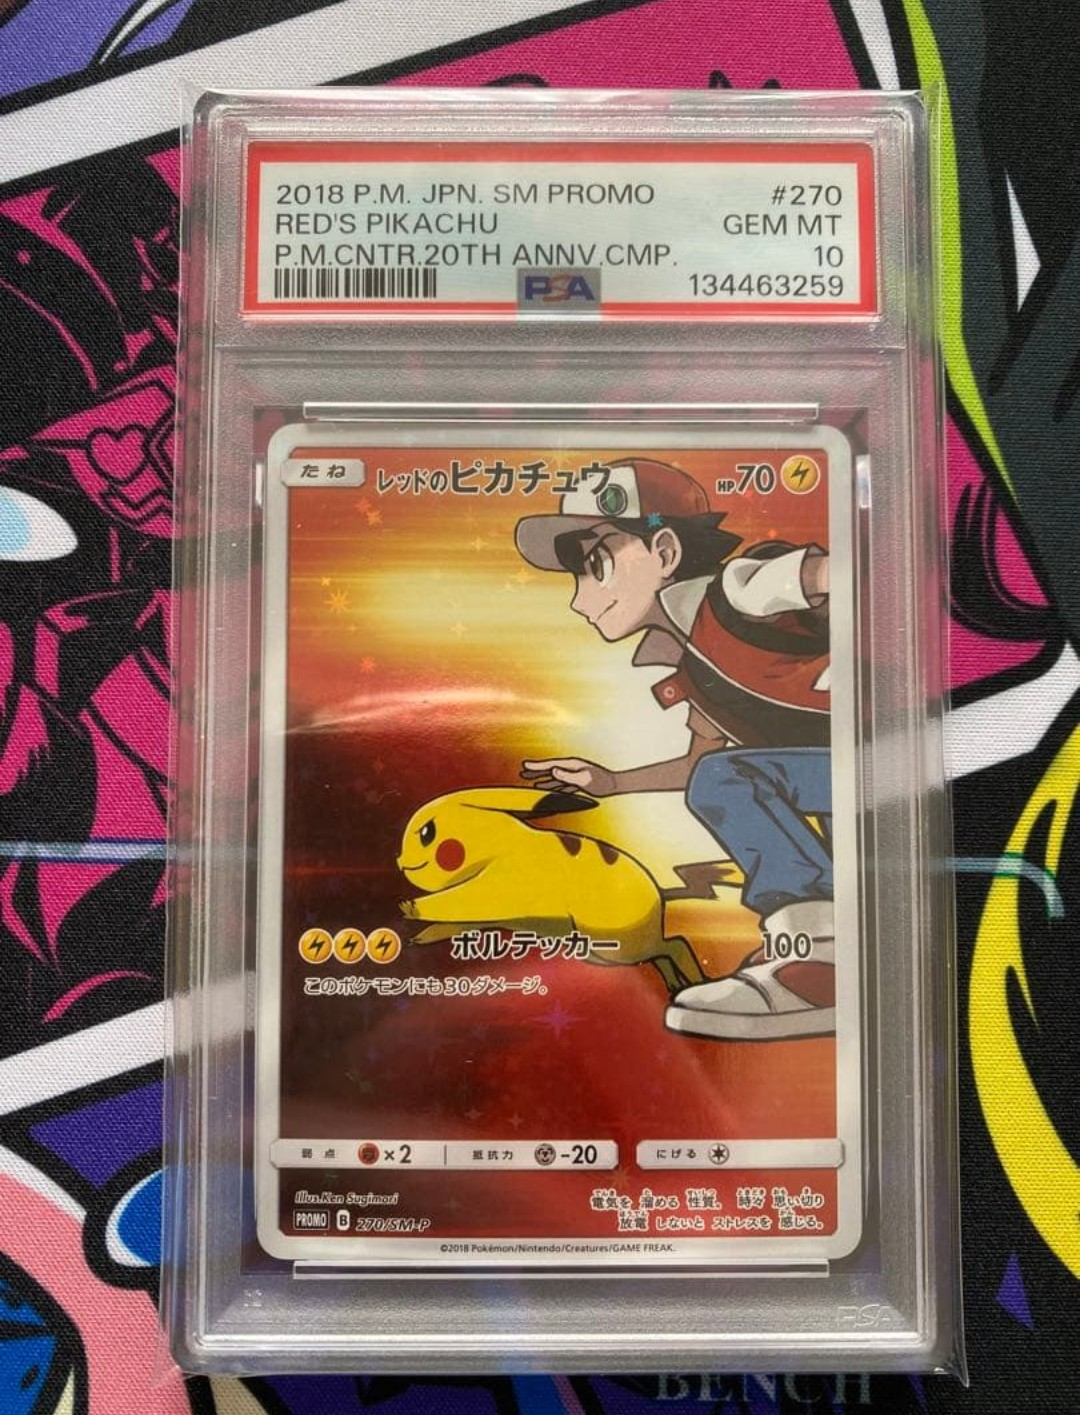 2018 P.M. JPN. SM PROMO #270
RED'S PIKACHU GEM MT
P.M.CNTR.20TH ANNV.CMP. 10
PSA 134463259
たね レッドのピカチュウ HP70
ボルテッカー 100
このポケモンにも30ダメージ。
弱点 ×2 抵抗力 -20 にげる
Illus. Ken Sugimori
電気を 溜める 性質。 時々 思い切り
放電 しないと ストレスを 感じる。
PROMO B 270/SM-P
©2018 Pokémon/Nintendo/Creatures/GAME FREAK.
PSA
BENCH